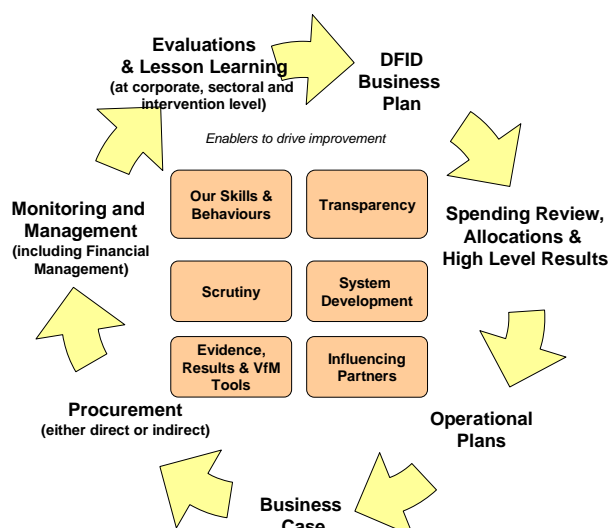 Evaluations
& Lesson Learning
(at corporate, sectoral and
intervention level)
DFID
Business
Plan
Enablers to drive improvement
Our Skills &
Behaviours
Transparency
Monitoring and
Management
(including Financial
Management)
Spending Review,
Allocations &
High Level Results
Scrutiny
System
Development
Evidence,
Results & VfM
Tools
Influencing
Partners
Procurement
(either direct or indirect)
Operational
Plans
Business
Case